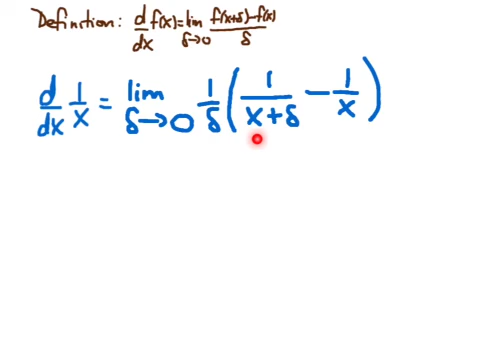 Definition: d/dx f(x) = lim δ→0 (f(x+δ)-f(x))/δ
d/dx 1/x = lim δ→0 1/δ (1/(x+δ) - 1/x)